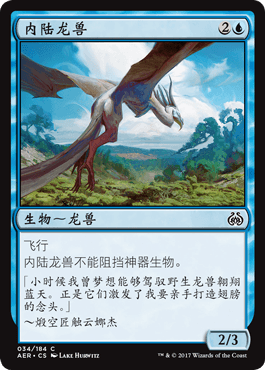 内陆龙兽 2
生物～龙兽
飞行
内陆龙兽不能阻挡神器生物。
「小时候我曾梦想能够驾驭野生龙兽翱翔
蓝天。正是它们激发了我要亲手打造翅膀
的念头。」
～煅空匠触云娜杰
2/3
034/184 C
AER • CS LAKE HURWITZ
™ & © 2017 Wizards of the Coast